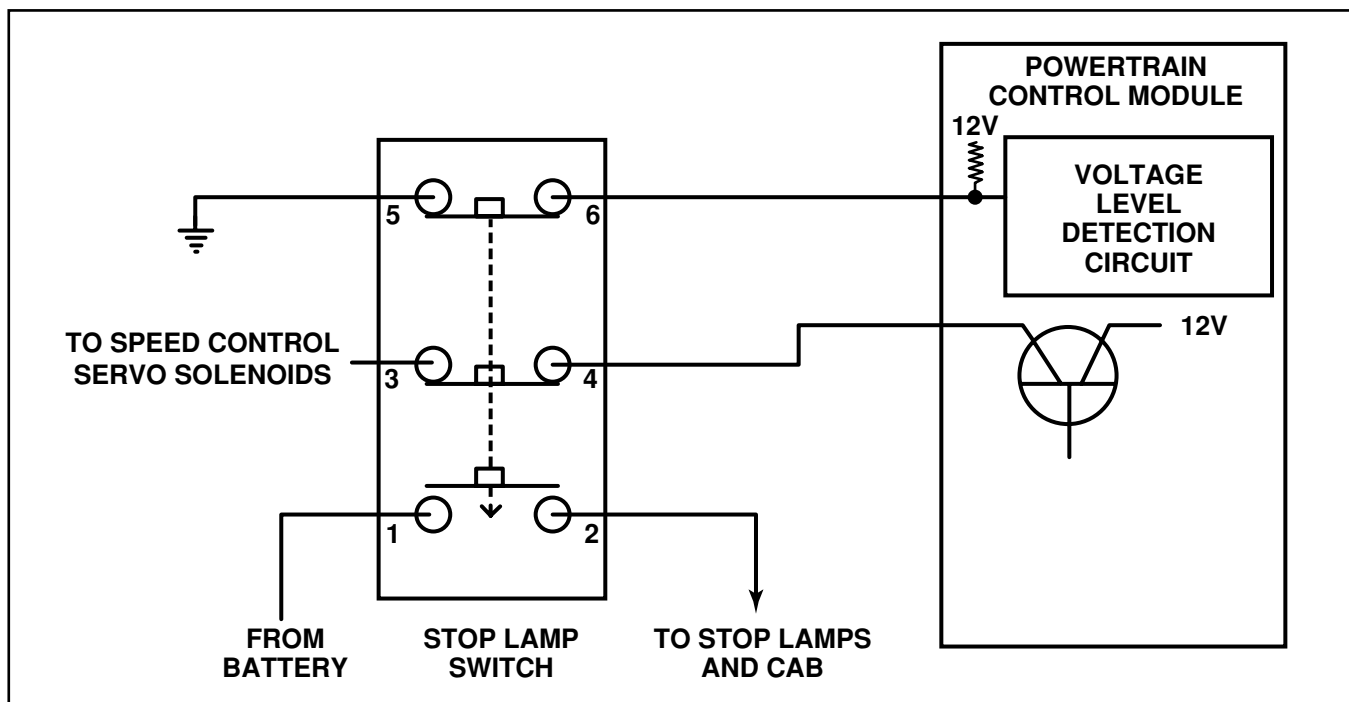 POWERTRAIN
CONTROL MODULE
12V
VOLTAGE
LEVEL
DETECTION
CIRCUIT
5
6
TO SPEED CONTROL
SERVO SOLENOIDS
3
4
12V
1
2
FROM
BATTERY
STOP LAMP
SWITCH
TO STOP LAMPS
AND CAB